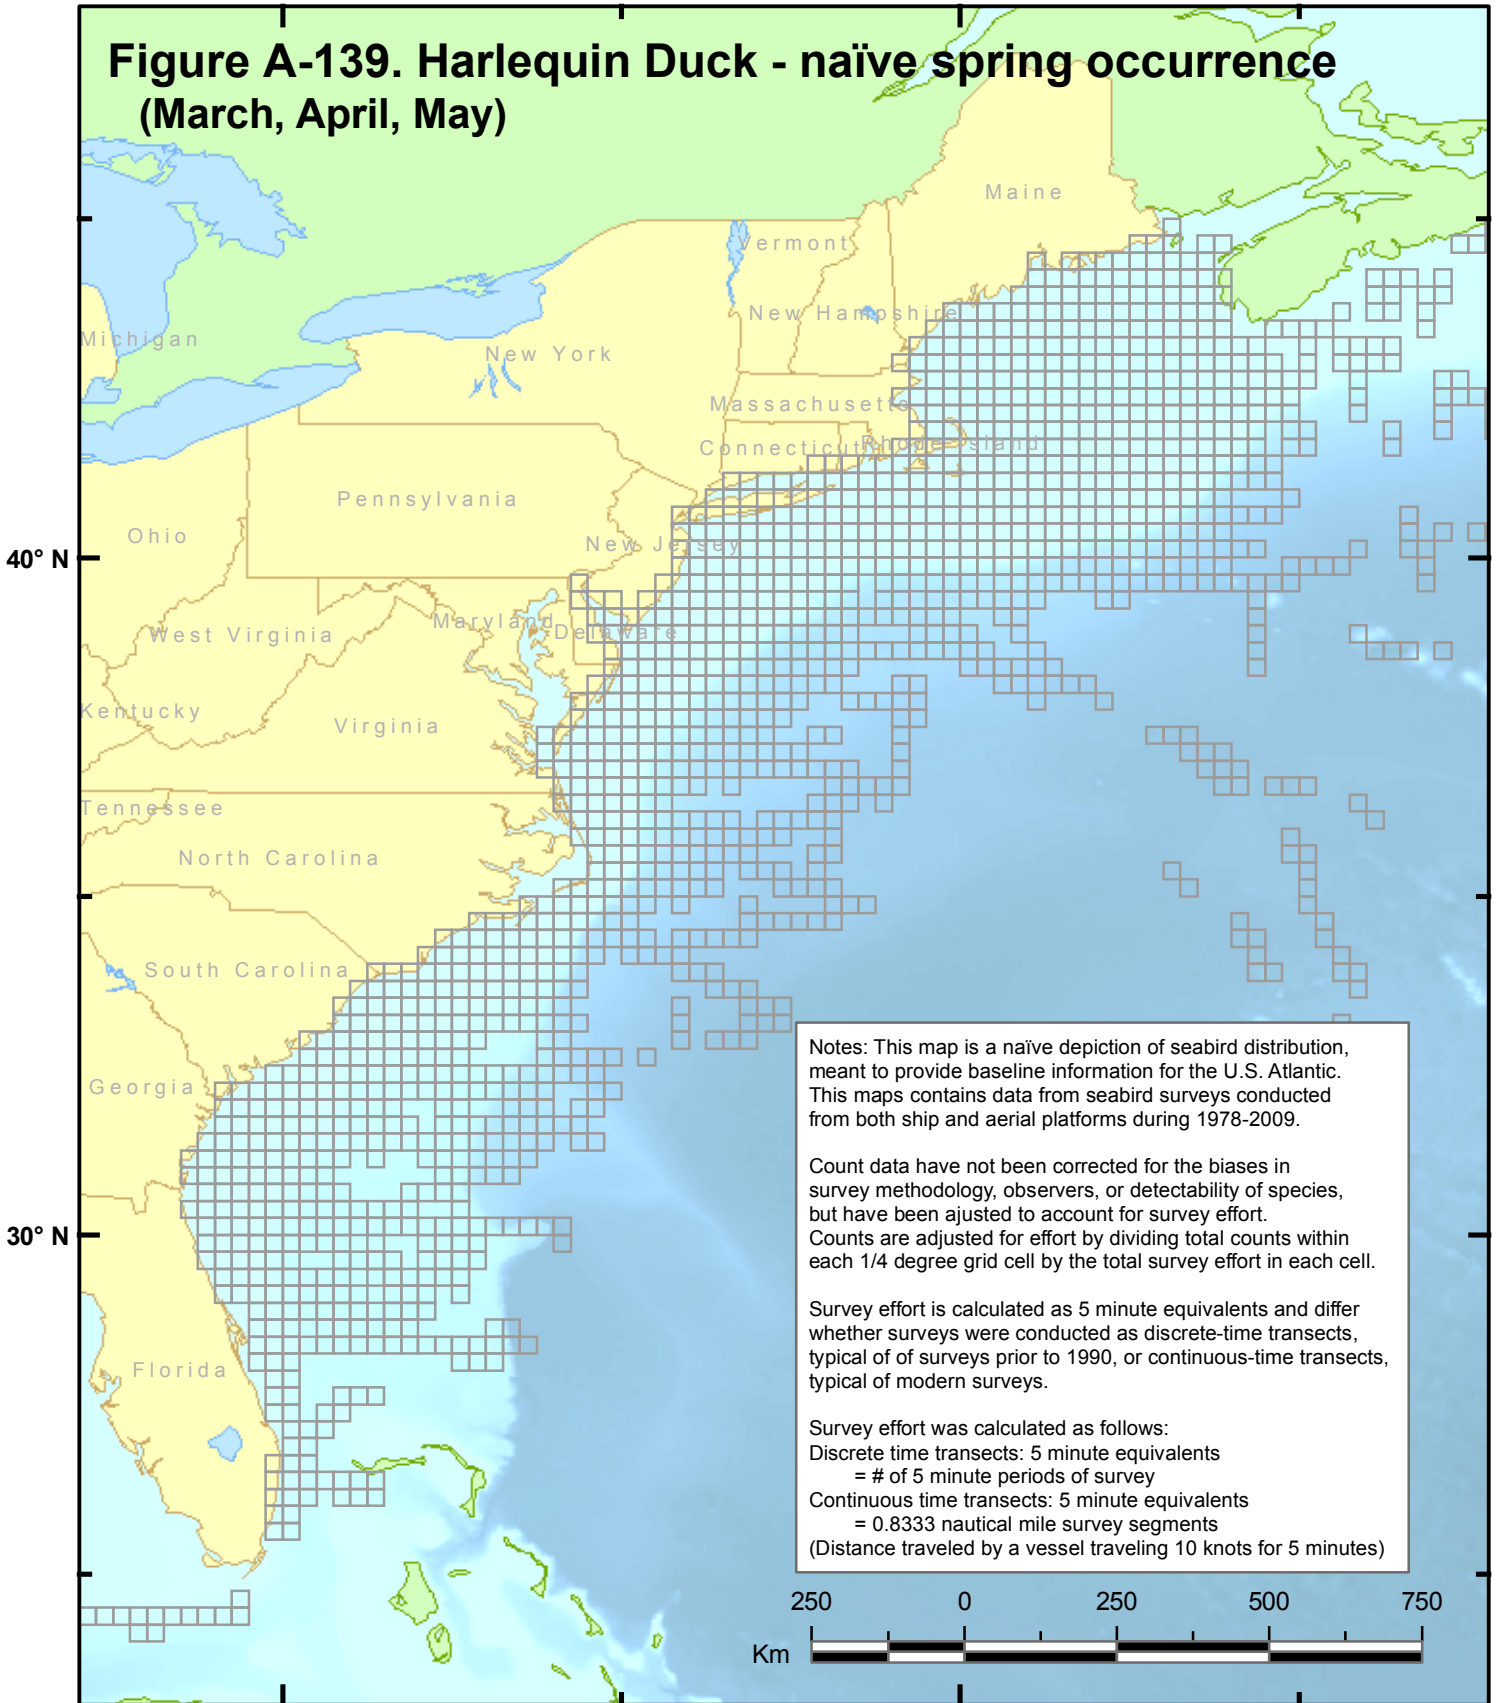 Figure A-139. Harlequin Duck - naïve spring occurrence
(March, April, May)
Maine
Vermont
New Hampshire
Michigan
New York
Massachusetts
Connecticut
Rhode Island
Pennsylvania
Ohio
New Jersey
40° N
Maryland
Delaware
West Virginia
Kentucky
Virginia
Tennessee
North Carolina
South Carolina
Georgia
30° N
Florida
Notes: This map is a naïve depiction of seabird distribution,
meant to provide baseline information for the U.S. Atlantic.
This maps contains data from seabird surveys conducted
from both ship and aerial platforms during 1978-2009.
Count data have not been corrected for the biases in
survey methodology, observers, or detectability of species,
but have been ajusted to account for survey effort.
Counts are adjusted for effort by dividing total counts within
each 1/4 degree grid cell by the total survey effort in each cell.
Survey effort is calculated as 5 minute equivalents and differ
whether surveys were conducted as discrete-time transects,
typical of of surveys prior to 1990, or continuous-time transects,
typical of modern surveys.
Survey effort was calculated as follows:
Discrete time transects: 5 minute equivalents
= # of 5 minute periods of survey
Continuous time transects: 5 minute equivalents
= 0.8333 nautical mile survey segments
(Distance traveled by a vessel traveling 10 knots for 5 minutes)
250 0 250 500 750
Km